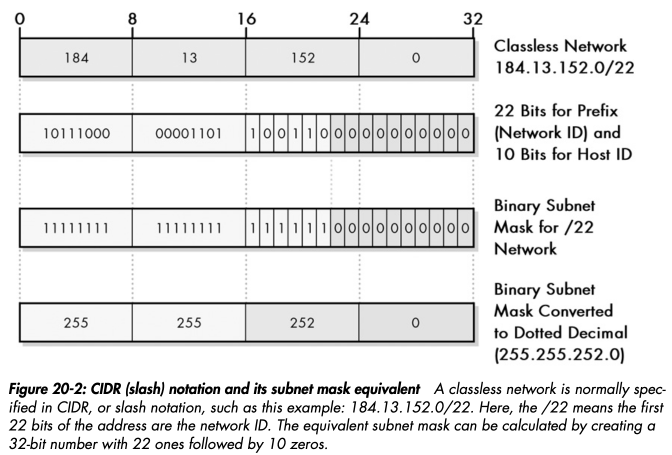 0 8 16 24 32
184 13 152 0
Classless Network
184.13.152.0/22
10111000 00001101 1 0 0 1 1 0 0 0 0 0 0 0 0 0 0 0
22 Bits for Prefix
(Network ID) and
10 Bits for Host ID
11111111 11111111 1 1 1 1 1 1 0 0 0 0 0 0 0 0 0 0
Binary Subnet
Mask for /22
Network
255 255 252 0
Binary Subnet
Mask Converted
to Dotted Decimal
(255.255.252.0)
Figure 20-2: CIDR (slash) notation and its subnet mask equivalent A classless network is normally spec-
ified in CIDR, or slash notation, such as this example: 184.13.152.0/22. Here, the /22 means the first
22 bits of the address are the network ID. The equivalent subnet mask can be calculated by creating a
32-bit number with 22 ones followed by 10 zeros.